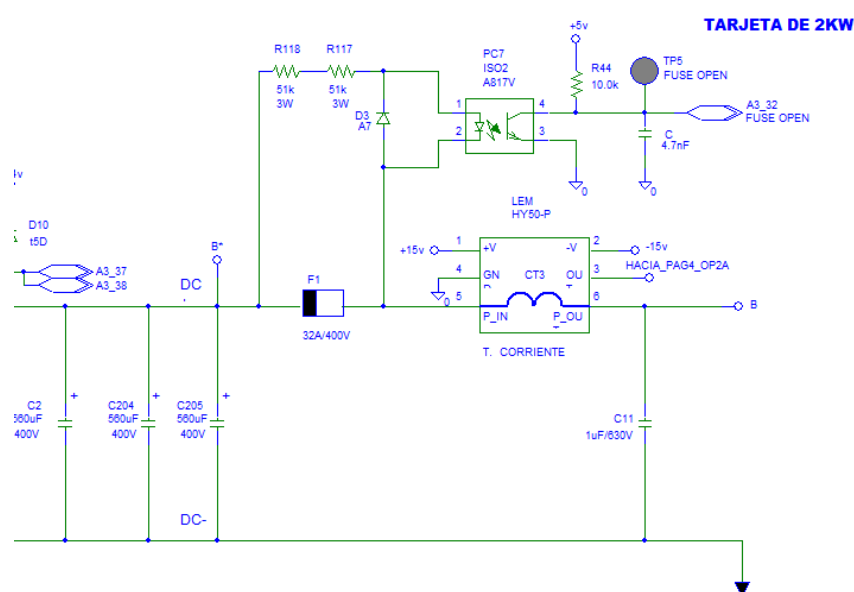 TARJETA DE 2KW
+5v
R118 R117
PC7
ISO2
A817V
R44
10.0k
TP5
FUSE OPEN
51k
3W
51k
3W
D3
A7
1
2
4
3
A3_32
FUSE OPEN
C
4.7nF
0
0
LEM
HY50-P
D10
t5D
B*
+15v
1
+V
-V
2
-15v
A3_37
A3_38
DC
F1
4
GN
CT3
OU
3
HACIA_PAG4_OP2A
0
5
P_IN
P_OU
6
B
32A/400V
T. CORRIENTE
C2
560uF
400V
+
C204
560uF
400V
+
C205
560uF
400V
+
C11
1uF/630V
DC-